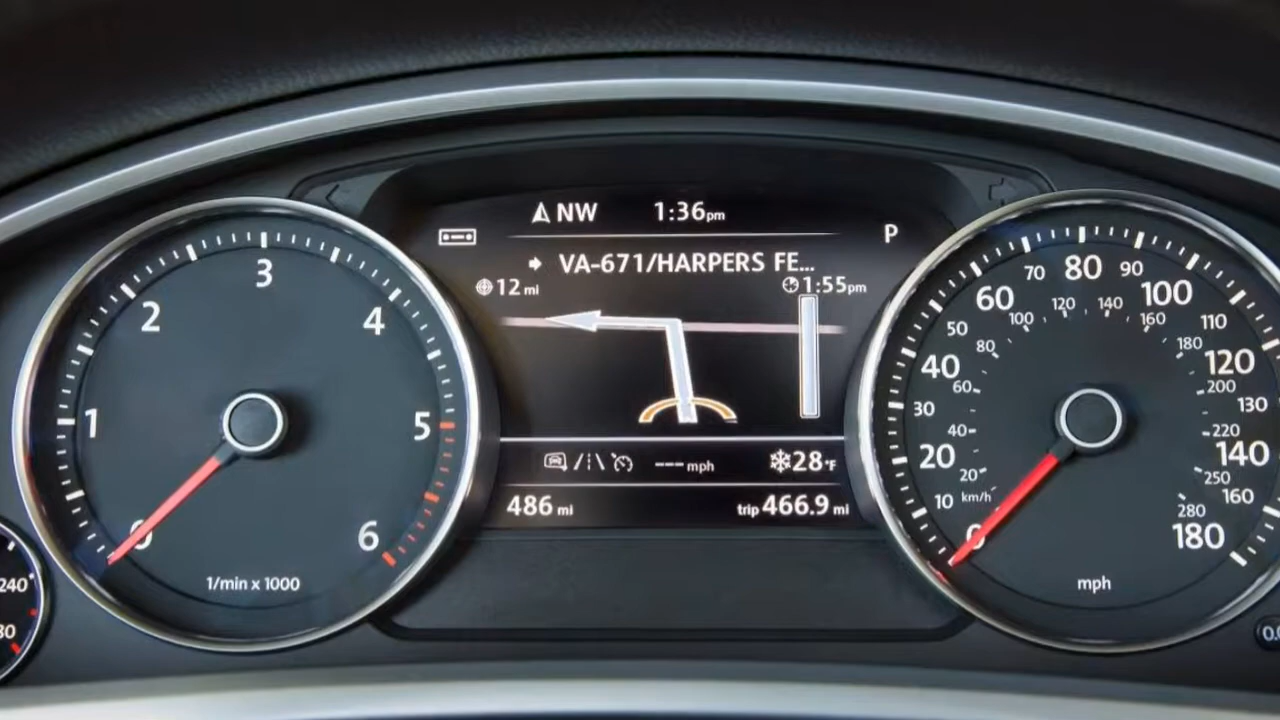 NW 1:36pm
P
VA-671/HARPERS FE...
12 mi 1:55pm
--- mph 28°F
486 mi trip 466.9 mi
0 1 2 3 4 5 6
1/min x 1000
0 10 20 30 40 50 60 70 80 90 100 110 120 130 140 160 180
km/h 20 40 60 80 100 120 140 160 180 200 220 250 280
mph
240